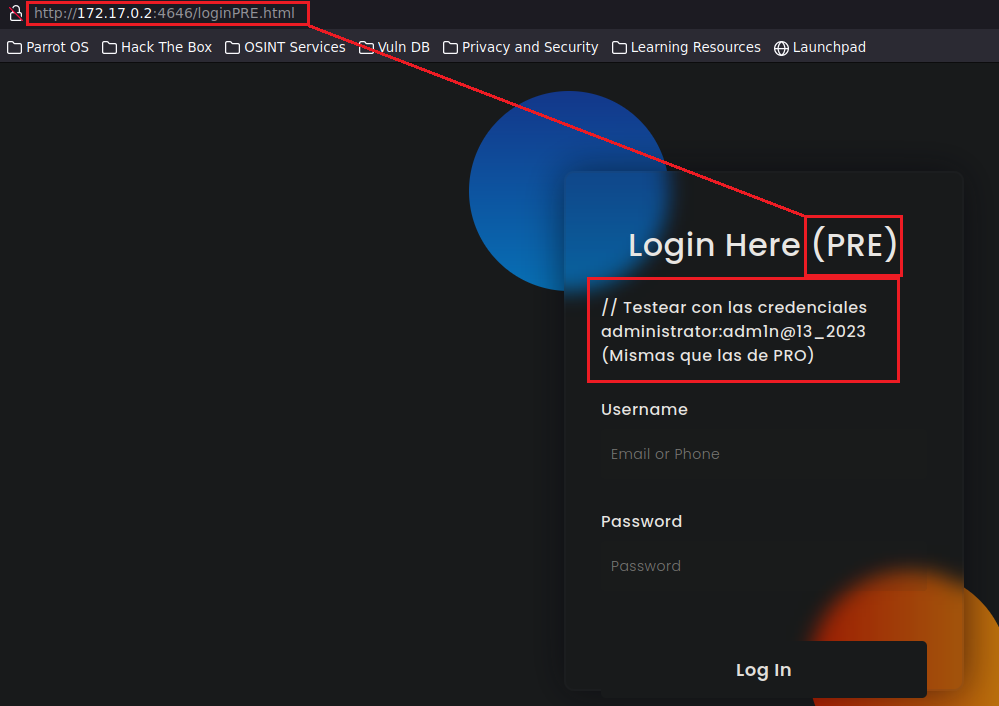 http://172.17.0.2:4646/loginPRE.html
Parrot OS Hack The Box OSINT Services Vuln DB Privacy and Security Learning Resources Launchpad
Login Here (PRE)
// Testear con las credenciales
administrator:adm1n@13_2023
(Mismas que las de PRO)
Username
Email or Phone
Password
Password
Log In